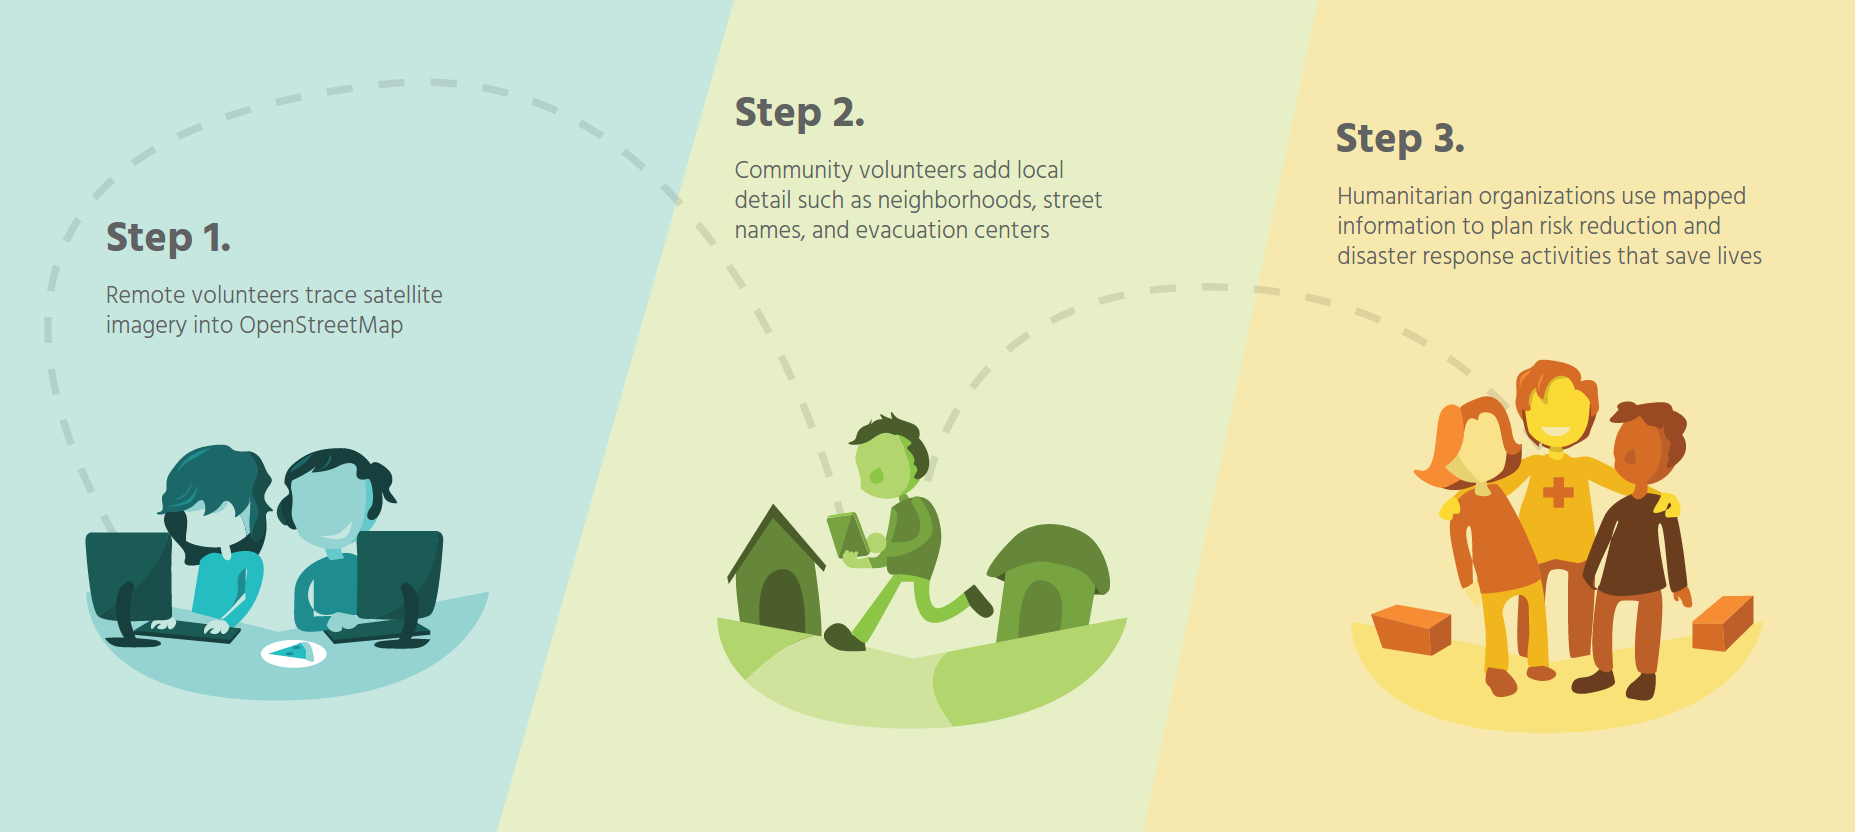 Step 1.
Remote volunteers trace satellite
imagery into OpenStreetMap
Step 2.
Community volunteers add local
detail such as neighborhoods, street
names, and evacuation centers
Step 3.
Humanitarian organizations use mapped
information to plan risk reduction and
disaster response activities that save lives